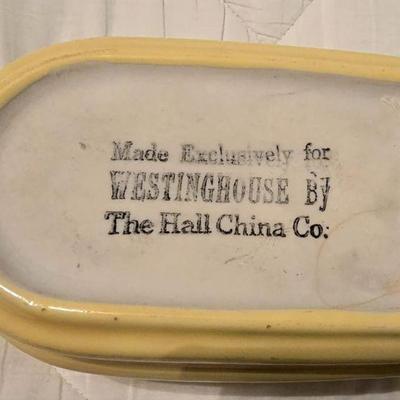 Made Exclusively for
WESTINGHOUSE By
The Hall China Co.